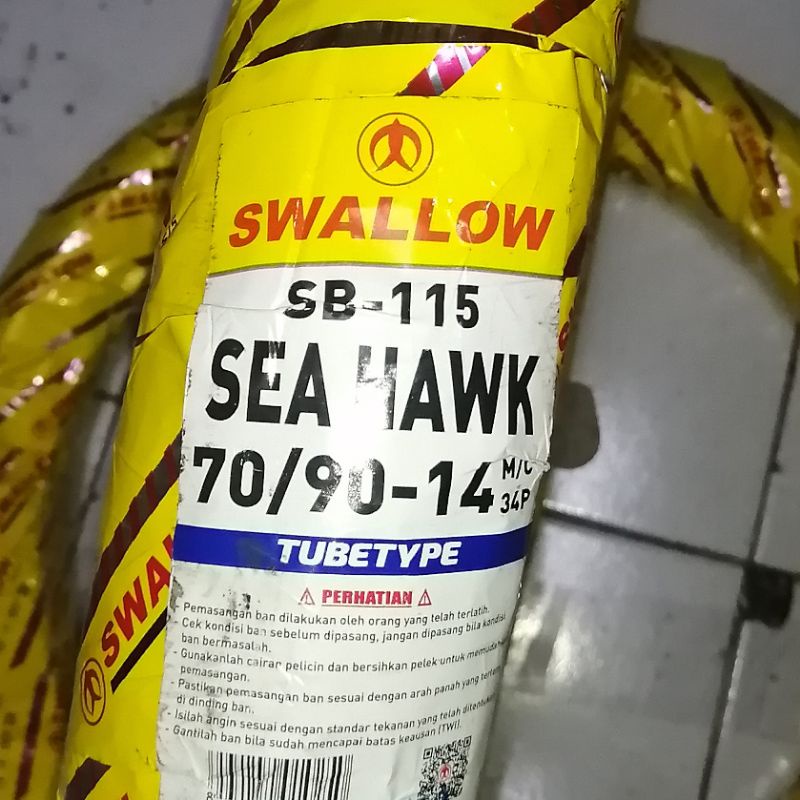 SWALLOW
SB-115
SEA HAWK
70/90-14 M/C
34P
TUBETYPE
PERHATIAN
- Pemasangan ban dilakukan oleh orang yang telah terlatih.
- Cek kondisi ban sebelum dipasang, jangan dipasang bila kondisi
ban bermasalah.
- Gunakanlah cairan pelicin dan bersihkan pelek untuk
pemasangan.
- Pastikan pemasangan ban sesuai dengan arah panah yang
di dinding ban.
- Isilah angin sesuai dengan standar tekanan yang telah
- Gantilah ban bila sudah mencapai batas keausan (TWI).
SWAL